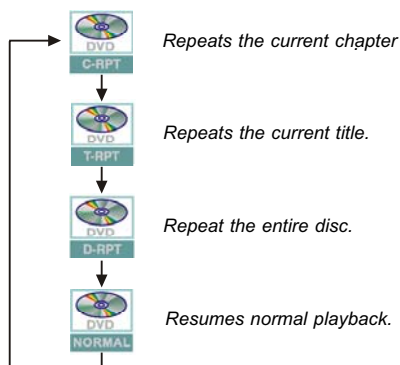 DVD
C-RPT
Repeats the current chapter
DVD
T-RPT
Repeats the current title.
DVD
D-RPT
Repeat the entire disc.
DVD
NORMAL
Resumes normal playback.